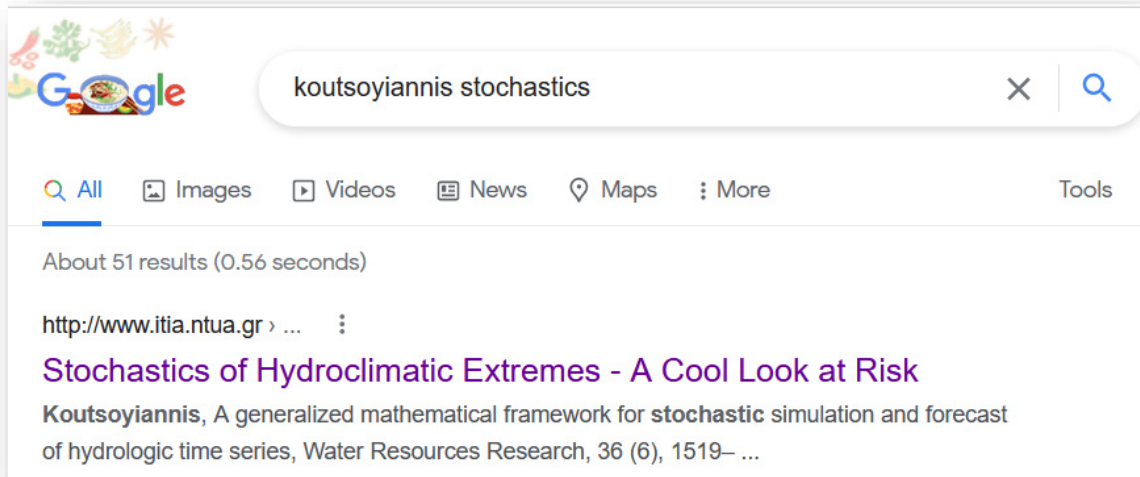 Google
koutsoyiannis stochastics
All Images Videos News Maps More Tools
About 51 results (0.56 seconds)
http://www.itia.ntua.gr › ...
Stochastics of Hydroclimatic Extremes - A Cool Look at Risk
Koutsoyiannis, A generalized mathematical framework for stochastic simulation and forecast
of hydrologic time series, Water Resources Research, 36 (6), 1519– ...